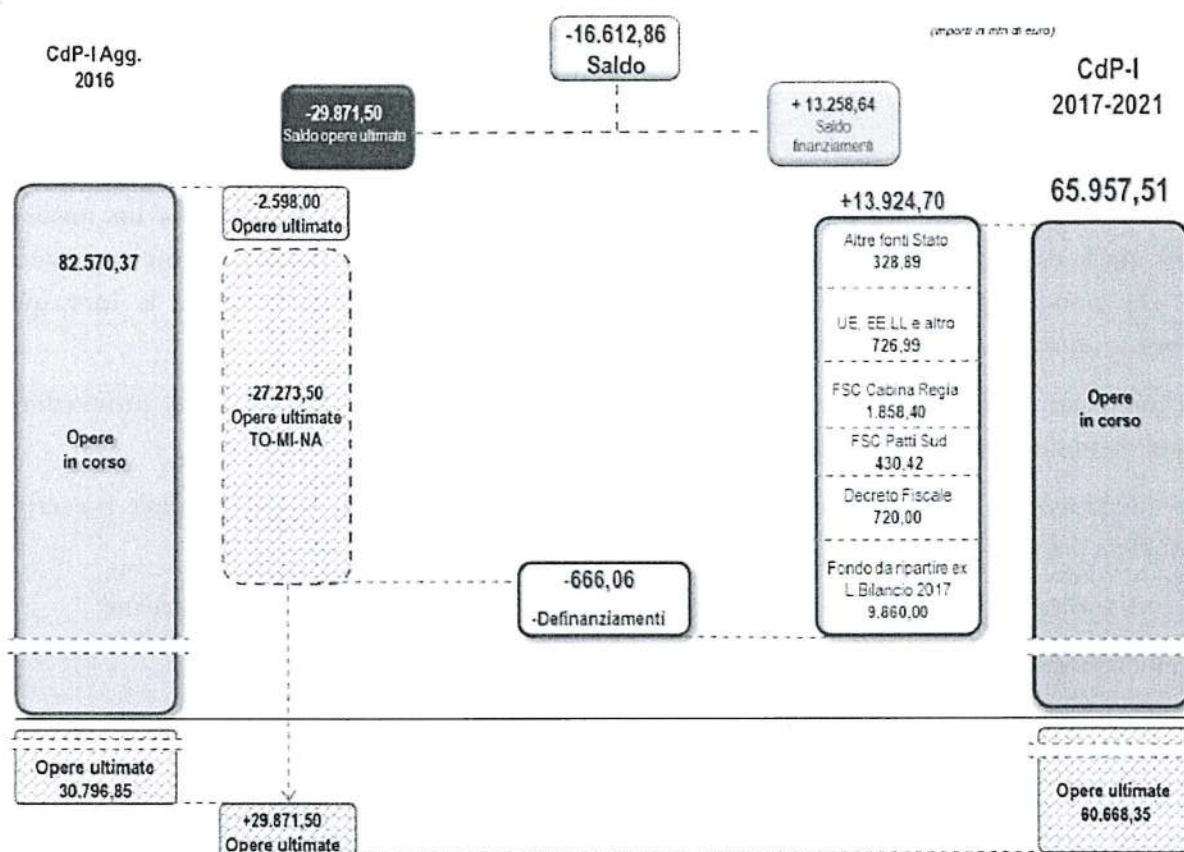 CdP-I Agg.
2016
-16.612,86
Saldo
(importi in mln di euro)
CdP-I
2017-2021
-29.871,50
Saldo opere ultimate
+ 13.258,64
Saldo
finanziamenti
82.570,37
Opere
in corso
-2.598,00
Opere ultimate
-27.273,50
Opere ultimate
TO-MI-NA
-666,06
-Definanziamenti
+13.924,70
Altre fonti Stato
328,89
UE, EE.LL e altro
726,99
FSC Cabina Regia
1.858,40
FSC Patti Sud
430,42
Decreto Fiscale
720,00
Fondo da ripartire ex
L.Bilancio 2017
9.860,00
65.957,51
Opere
in corso
Opere ultimate
30.796,85
+29.871,50
Opere ultimate
Opere ultimate
60.668,35